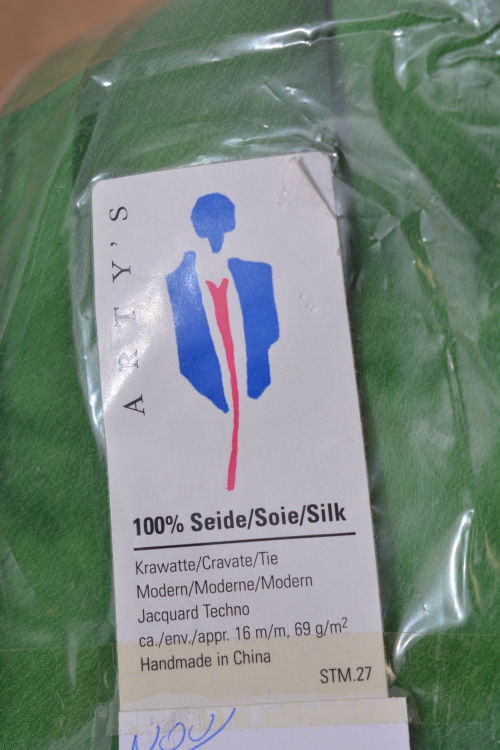 ARTY'S
100% Seide/Soie/Silk
Krawatte/Cravate/Tie
Modern/Moderne/Modern
Jacquard Techno
ca./env./appr. 16 m/m, 69 g/m²
Handmade in China
STM.27